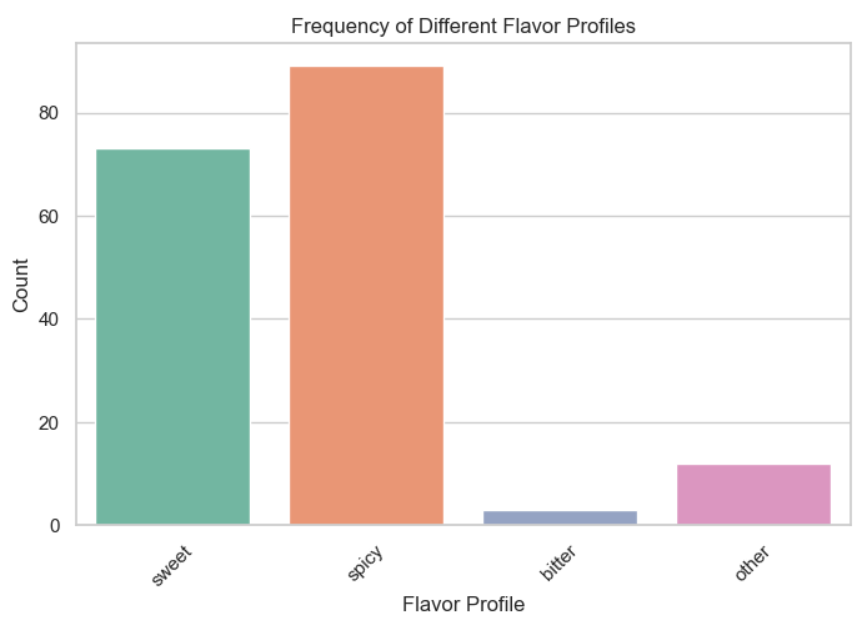 Frequency of Different Flavor Profiles
80
60
40
20
0
Count
sweet
spicy
bitter
other
Flavor Profile